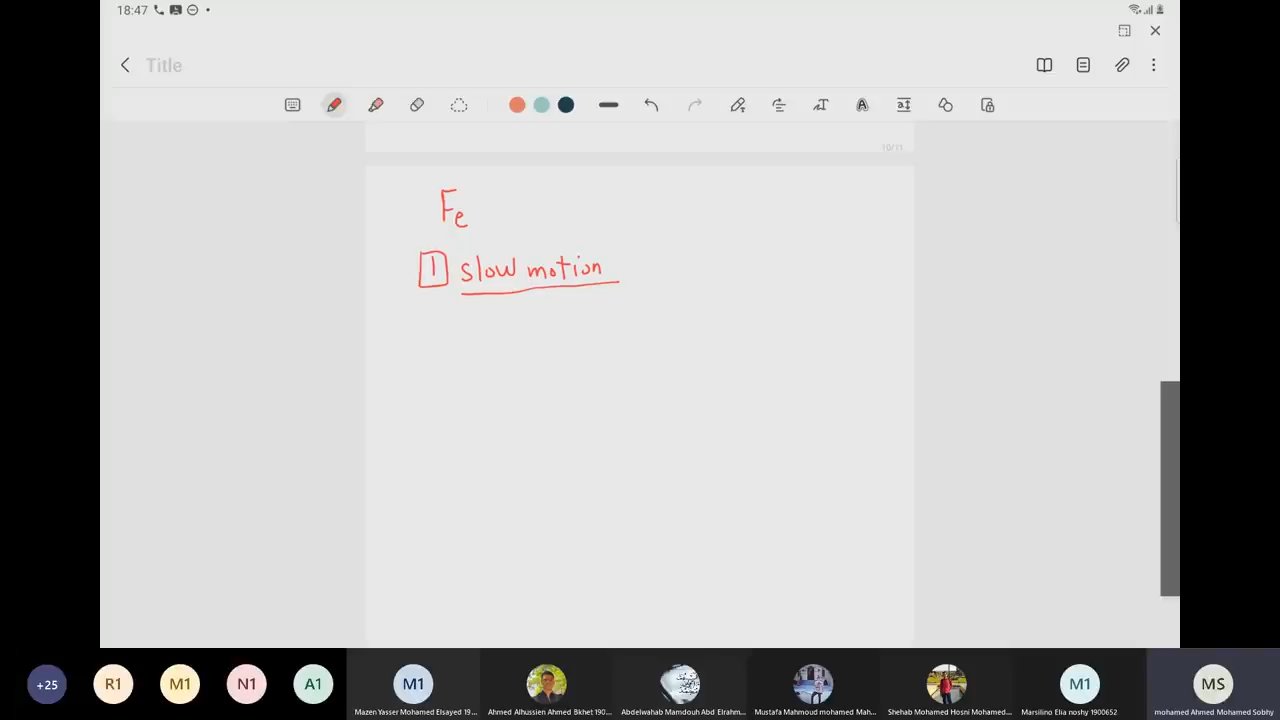 18:47
Title
10/11
Fe
1 slow motion
+25
R1
M1
N1
A1
M1
Mazen Yasser Mohamed Elsayed 19...
Ahmed Alhussien Ahmed Bkhet 190...
Abdelwahab Mamdouh Abd Elrahm...
Mustafa Mahmoud mohamed Mah...
Shehab Mohamed Hosni Mohamed...
M1
Marsilino Elia noshy 1900652
MS
mohamed Ahmed Mohamed Sobhy